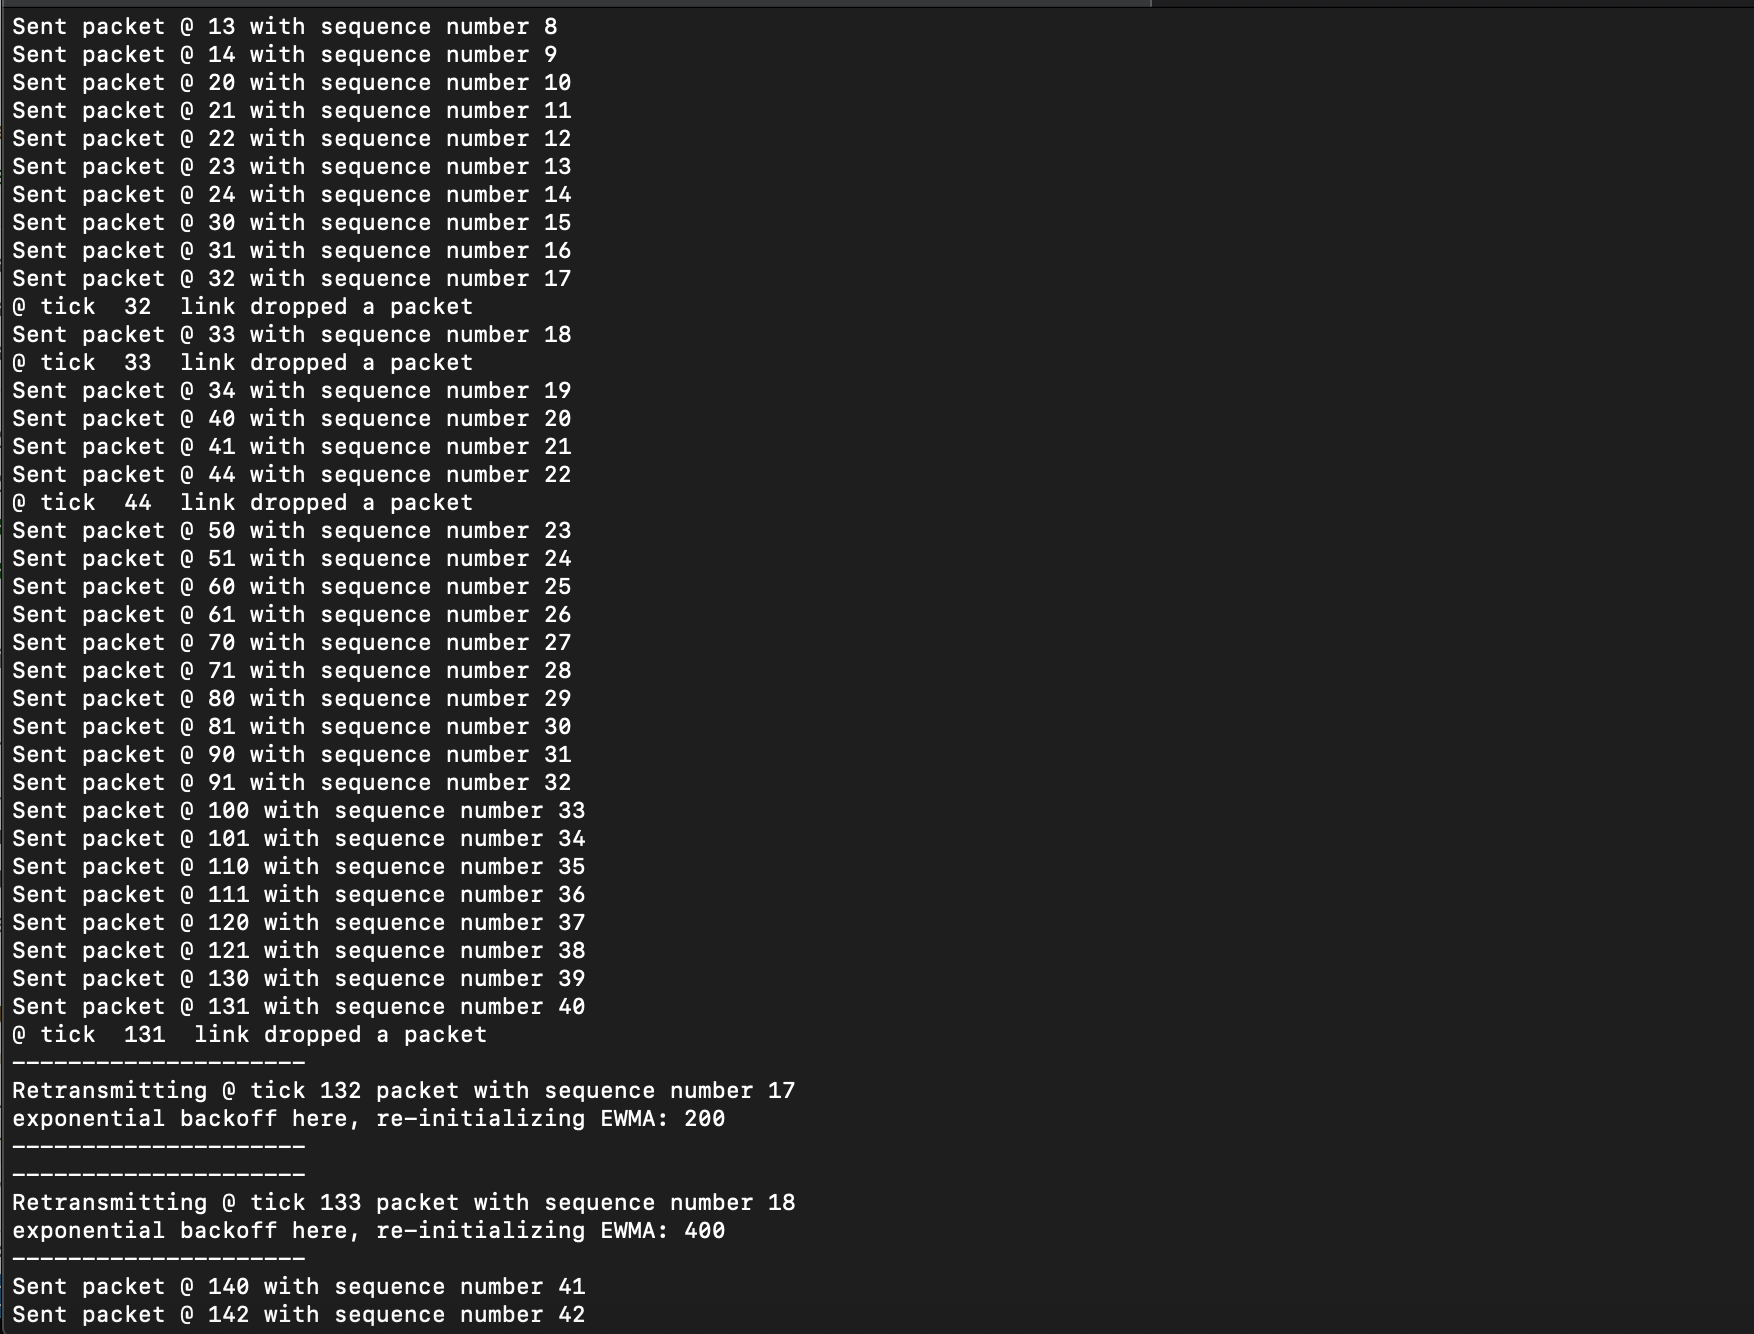 Sent packet @ 13 with sequence number 8
Sent packet @ 14 with sequence number 9
Sent packet @ 20 with sequence number 10
Sent packet @ 21 with sequence number 11
Sent packet @ 22 with sequence number 12
Sent packet @ 23 with sequence number 13
Sent packet @ 24 with sequence number 14
Sent packet @ 30 with sequence number 15
Sent packet @ 31 with sequence number 16
Sent packet @ 32 with sequence number 17
@ tick  32  link dropped a packet
Sent packet @ 33 with sequence number 18
@ tick  33  link dropped a packet
Sent packet @ 34 with sequence number 19
Sent packet @ 40 with sequence number 20
Sent packet @ 41 with sequence number 21
Sent packet @ 44 with sequence number 22
@ tick  44  link dropped a packet
Sent packet @ 50 with sequence number 23
Sent packet @ 51 with sequence number 24
Sent packet @ 60 with sequence number 25
Sent packet @ 61 with sequence number 26
Sent packet @ 70 with sequence number 27
Sent packet @ 71 with sequence number 28
Sent packet @ 80 with sequence number 29
Sent packet @ 81 with sequence number 30
Sent packet @ 90 with sequence number 31
Sent packet @ 91 with sequence number 32
Sent packet @ 100 with sequence number 33
Sent packet @ 101 with sequence number 34
Sent packet @ 110 with sequence number 35
Sent packet @ 111 with sequence number 36
Sent packet @ 120 with sequence number 37
Sent packet @ 121 with sequence number 38
Sent packet @ 130 with sequence number 39
Sent packet @ 131 with sequence number 40
@ tick  131  link dropped a packet
---------------------
Retransmitting @ tick 132 packet with sequence number 17
exponential backoff here, re-initializing EWMA: 200
---------------------
---------------------
Retransmitting @ tick 133 packet with sequence number 18
exponential backoff here, re-initializing EWMA: 400
---------------------
Sent packet @ 140 with sequence number 41
Sent packet @ 142 with sequence number 42